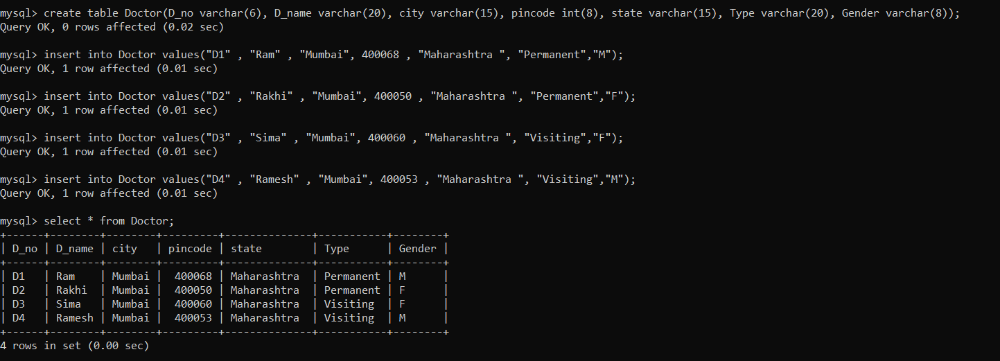 mysql> create table Doctor(D_no varchar(6), D_name varchar(20), city varchar(15), pincode int(8), state varchar(15), Type varchar(20), Gender varchar(8));
Query OK, 0 rows affected (0.02 sec)
mysql> insert into Doctor values("D1" , "Ram" , "Mumbai", 400068 , "Maharashtra ", "Permanent","M");
Query OK, 1 row affected (0.01 sec)
mysql> insert into Doctor values("D2" , "Rakhi" , "Mumbai", 400050 , "Maharashtra ", "Permanent","F");
Query OK, 1 row affected (0.01 sec)
mysql> insert into Doctor values("D3" , "Sima" , "Mumbai", 400060 , "Maharashtra ", "Visiting","F");
Query OK, 1 row affected (0.01 sec)
mysql> insert into Doctor values("D4" , "Ramesh" , "Mumbai", 400053 , "Maharashtra ", "Visiting","M");
Query OK, 1 row affected (0.01 sec)
mysql> select * from Doctor;
+------+--------+--------+---------+--------------+-----------+--------+
| D_no | D_name | city   | pincode | state        | Type      | Gender |
+------+--------+--------+---------+--------------+-----------+--------+
| D1   | Ram    | Mumbai |  400068 | Maharashtra  | Permanent | M      |
| D2   | Rakhi  | Mumbai |  400050 | Maharashtra  | Permanent | F      |
| D3   | Sima   | Mumbai |  400060 | Maharashtra  | Visiting  | F      |
| D4   | Ramesh | Mumbai |  400053 | Maharashtra  | Visiting  | M      |
+------+--------+--------+---------+--------------+-----------+--------+
4 rows in set (0.00 sec)